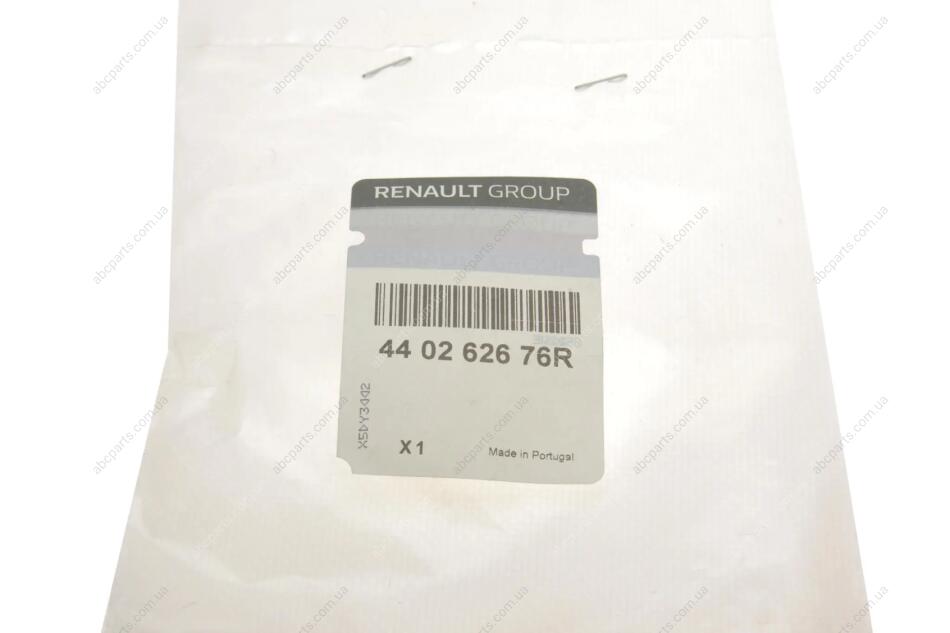 RENAULT GROUP
44 02 626 76R
X5DY3442
X1
Made in Portugal
abcparts.com.ua